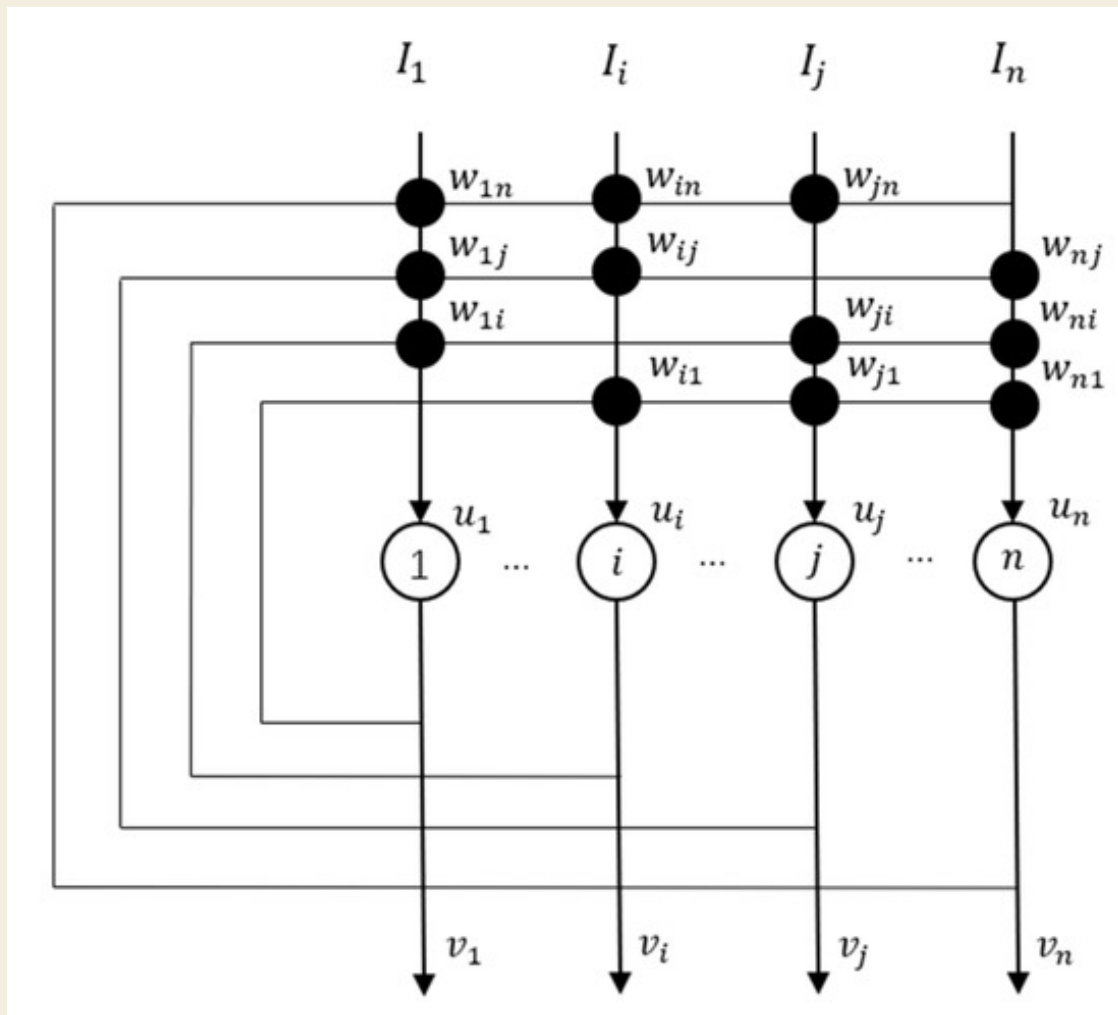 I₁ Iᵢ Iⱼ Iₙ
w₁ₙ wᵢₙ wⱼₙ
w₁ⱼ wᵢⱼ wₙⱼ
w₁ᵢ wⱼᵢ wₙᵢ
wᵢ₁ wⱼ₁ wₙ₁
u₁ uᵢ uⱼ uₙ
1 ... i ... j ... n
v₁ vᵢ vⱼ vₙ